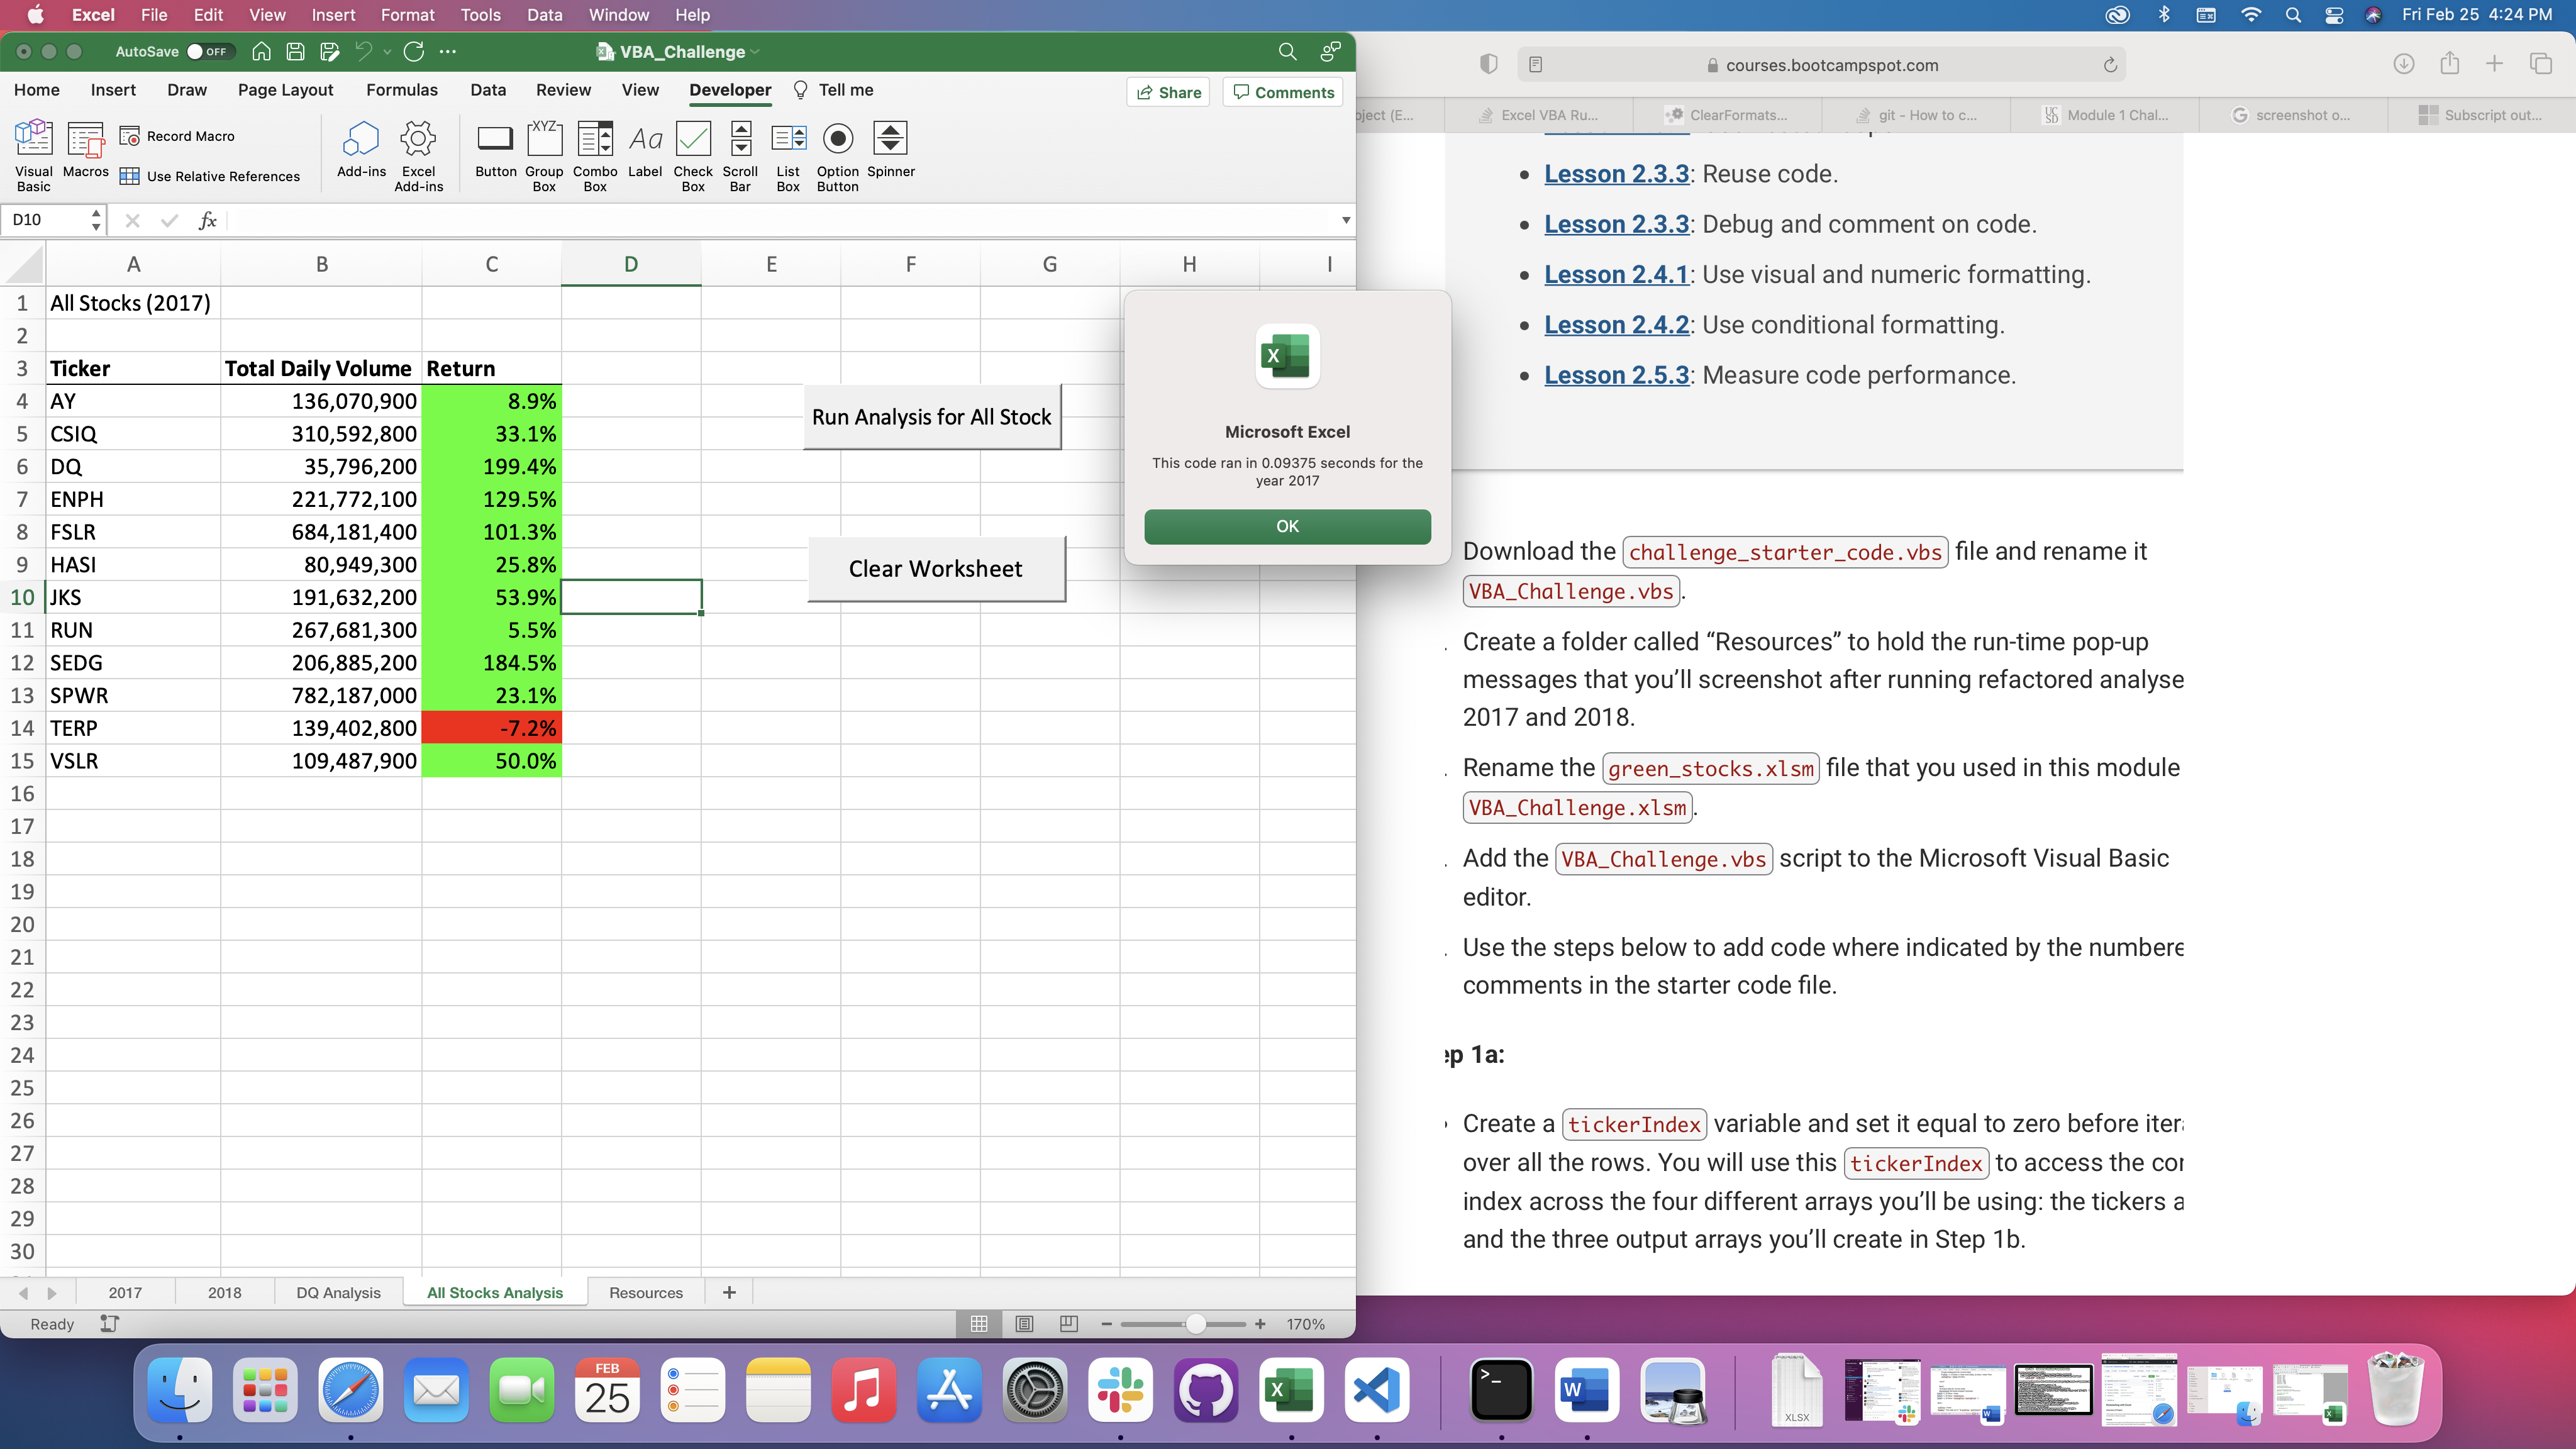 Excel File Edit View Insert Format Tools Data Window Help Fri Feb 25 4:24 PM
AutoSave OFF VBA_Challenge
courses.bootcampspot.com
Home Insert Draw Page Layout Formulas Data Review View Developer Tell me Share Comments
ject (E... Excel VBA Ru... ClearFormats... git - How to c... Module 1 Chal... screenshot o... Subscript out...
Visual Basic Macros Record Macro Use Relative References Add-ins Excel Add-ins Button XYZ Group Box Combo Box Aa Label Check Box Scroll Bar List Box Option Button Spinner
D10 fx
A B C D E F G H I
1 All Stocks (2017)
2
3 Ticker Total Daily Volume Return
4 AY 136,070,900 8.9%
5 CSIQ 310,592,800 33.1%
6 DQ 35,796,200 199.4%
7 ENPH 221,772,100 129.5%
8 FSLR 684,181,400 101.3%
9 HASI 80,949,300 25.8%
10 JKS 191,632,200 53.9%
11 RUN 267,681,300 5.5%
12 SEDG 206,885,200 184.5%
13 SPWR 782,187,000 23.1%
14 TERP 139,402,800 -7.2%
15 VSLR 109,487,900 50.0%
16
17
18
19
20
21
22
23
24
25
26
27
28
29
30
Run Analysis for All Stock
Clear Worksheet
Microsoft Excel
This code ran in 0.09375 seconds for the
year 2017
OK
2017 2018 DQ Analysis All Stocks Analysis Resources +
Ready 170%
• Lesson 2.3.3: Reuse code.
• Lesson 2.3.3: Debug and comment on code.
• Lesson 2.4.1: Use visual and numeric formatting.
• Lesson 2.4.2: Use conditional formatting.
• Lesson 2.5.3: Measure code performance.
Download the challenge_starter_code.vbs file and rename it
VBA_Challenge.vbs.
Create a folder called “Resources” to hold the run-time pop-up
messages that you’ll screenshot after running refactored analyse
2017 and 2018.
Rename the green_stocks.xlsm file that you used in this module
VBA_Challenge.xlsm.
Add the VBA_Challenge.vbs script to the Microsoft Visual Basic
editor.
Use the steps below to add code where indicated by the numbere
comments in the starter code file.
ep 1a:
Create a tickerIndex variable and set it equal to zero before iter
over all the rows. You will use this tickerIndex to access the cor
index across the four different arrays you’ll be using: the tickers a
and the three output arrays you’ll create in Step 1b.
FEB
25
XLSX